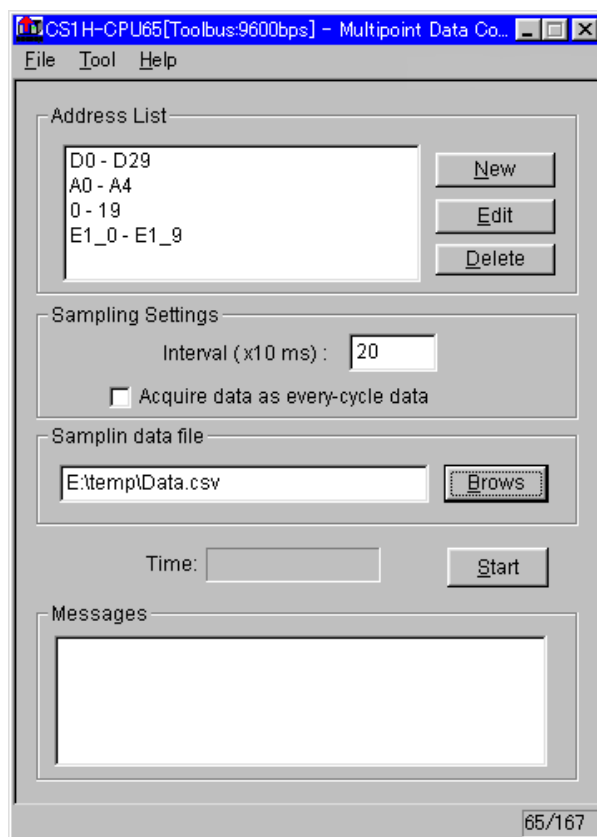 CS1H-CPU65[Toolbus:9600bps] - Multipoint Data Co...
File Tool Help
Address List
D0 - D29
A0 - A4
0 - 19
E1_0 - E1_9
New
Edit
Delete
Sampling Settings
Interval (x10 ms) : 20
Acquire data as every-cycle data
Samplin data file
E:\temp\Data.csv
Brows
Time:
Start
Messages
65/167